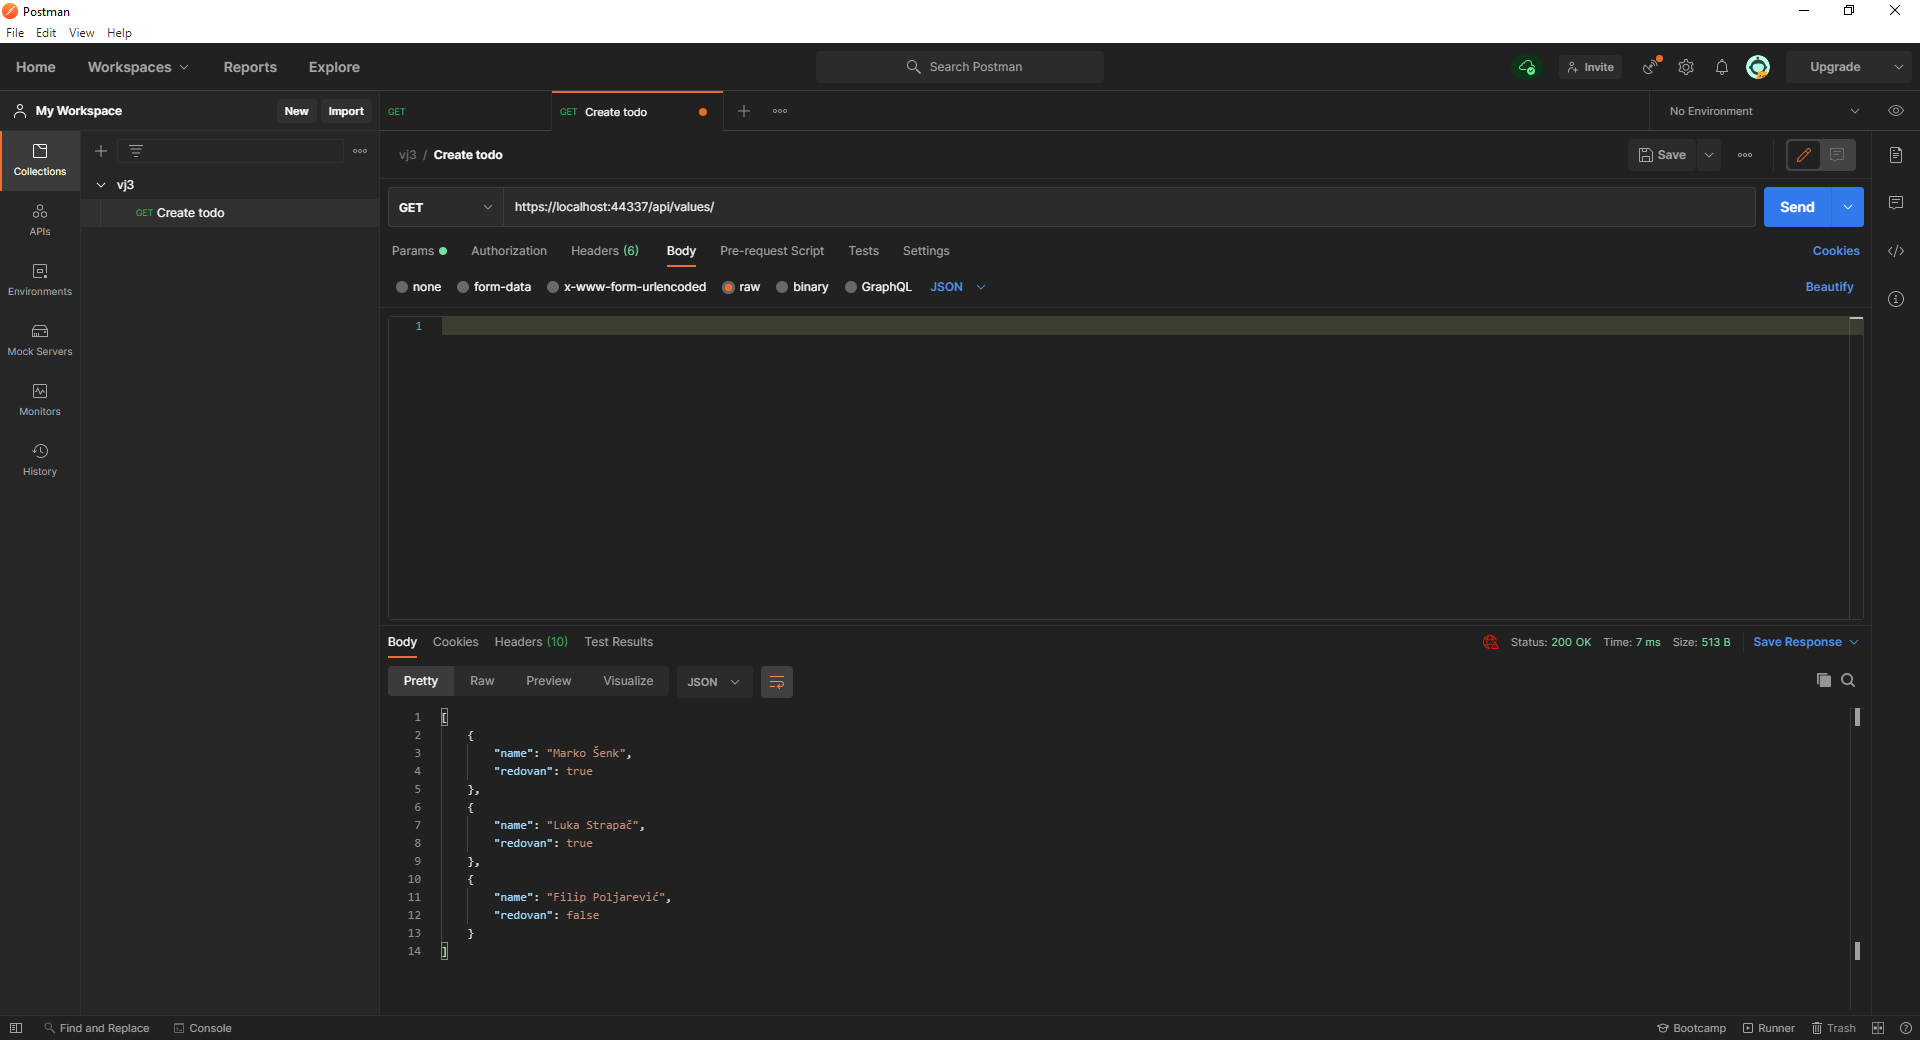 Postman
File Edit View Help
Home Workspaces Reports Explore Search Postman Invite Upgrade
My Workspace New Import GET GET Create todo No Environment
vj3 / Create todo Save
Collections
vj3
GET Create todo
GET https://localhost:44337/api/values/ Send
APIs
Params Authorization Headers (6) Body Pre-request Script Tests Settings Cookies
Environments
none form-data x-www-form-urlencoded raw binary GraphQL JSON Beautify
1
Mock Servers
Monitors
History
Body Cookies Headers (10) Test Results Status: 200 OK Time: 7 ms Size: 513 B Save Response
Pretty Raw Preview Visualize JSON
1 [
2 {
3 "name": "Marko Šenk",
4 "redovan": true
5 },
6 {
7 "name": "Luka Strapač",
8 "redovan": true
9 },
10 {
11 "name": "Filip Poljarević",
12 "redovan": false
13 }
14 ]
Find and Replace Console Bootcamp Runner Trash